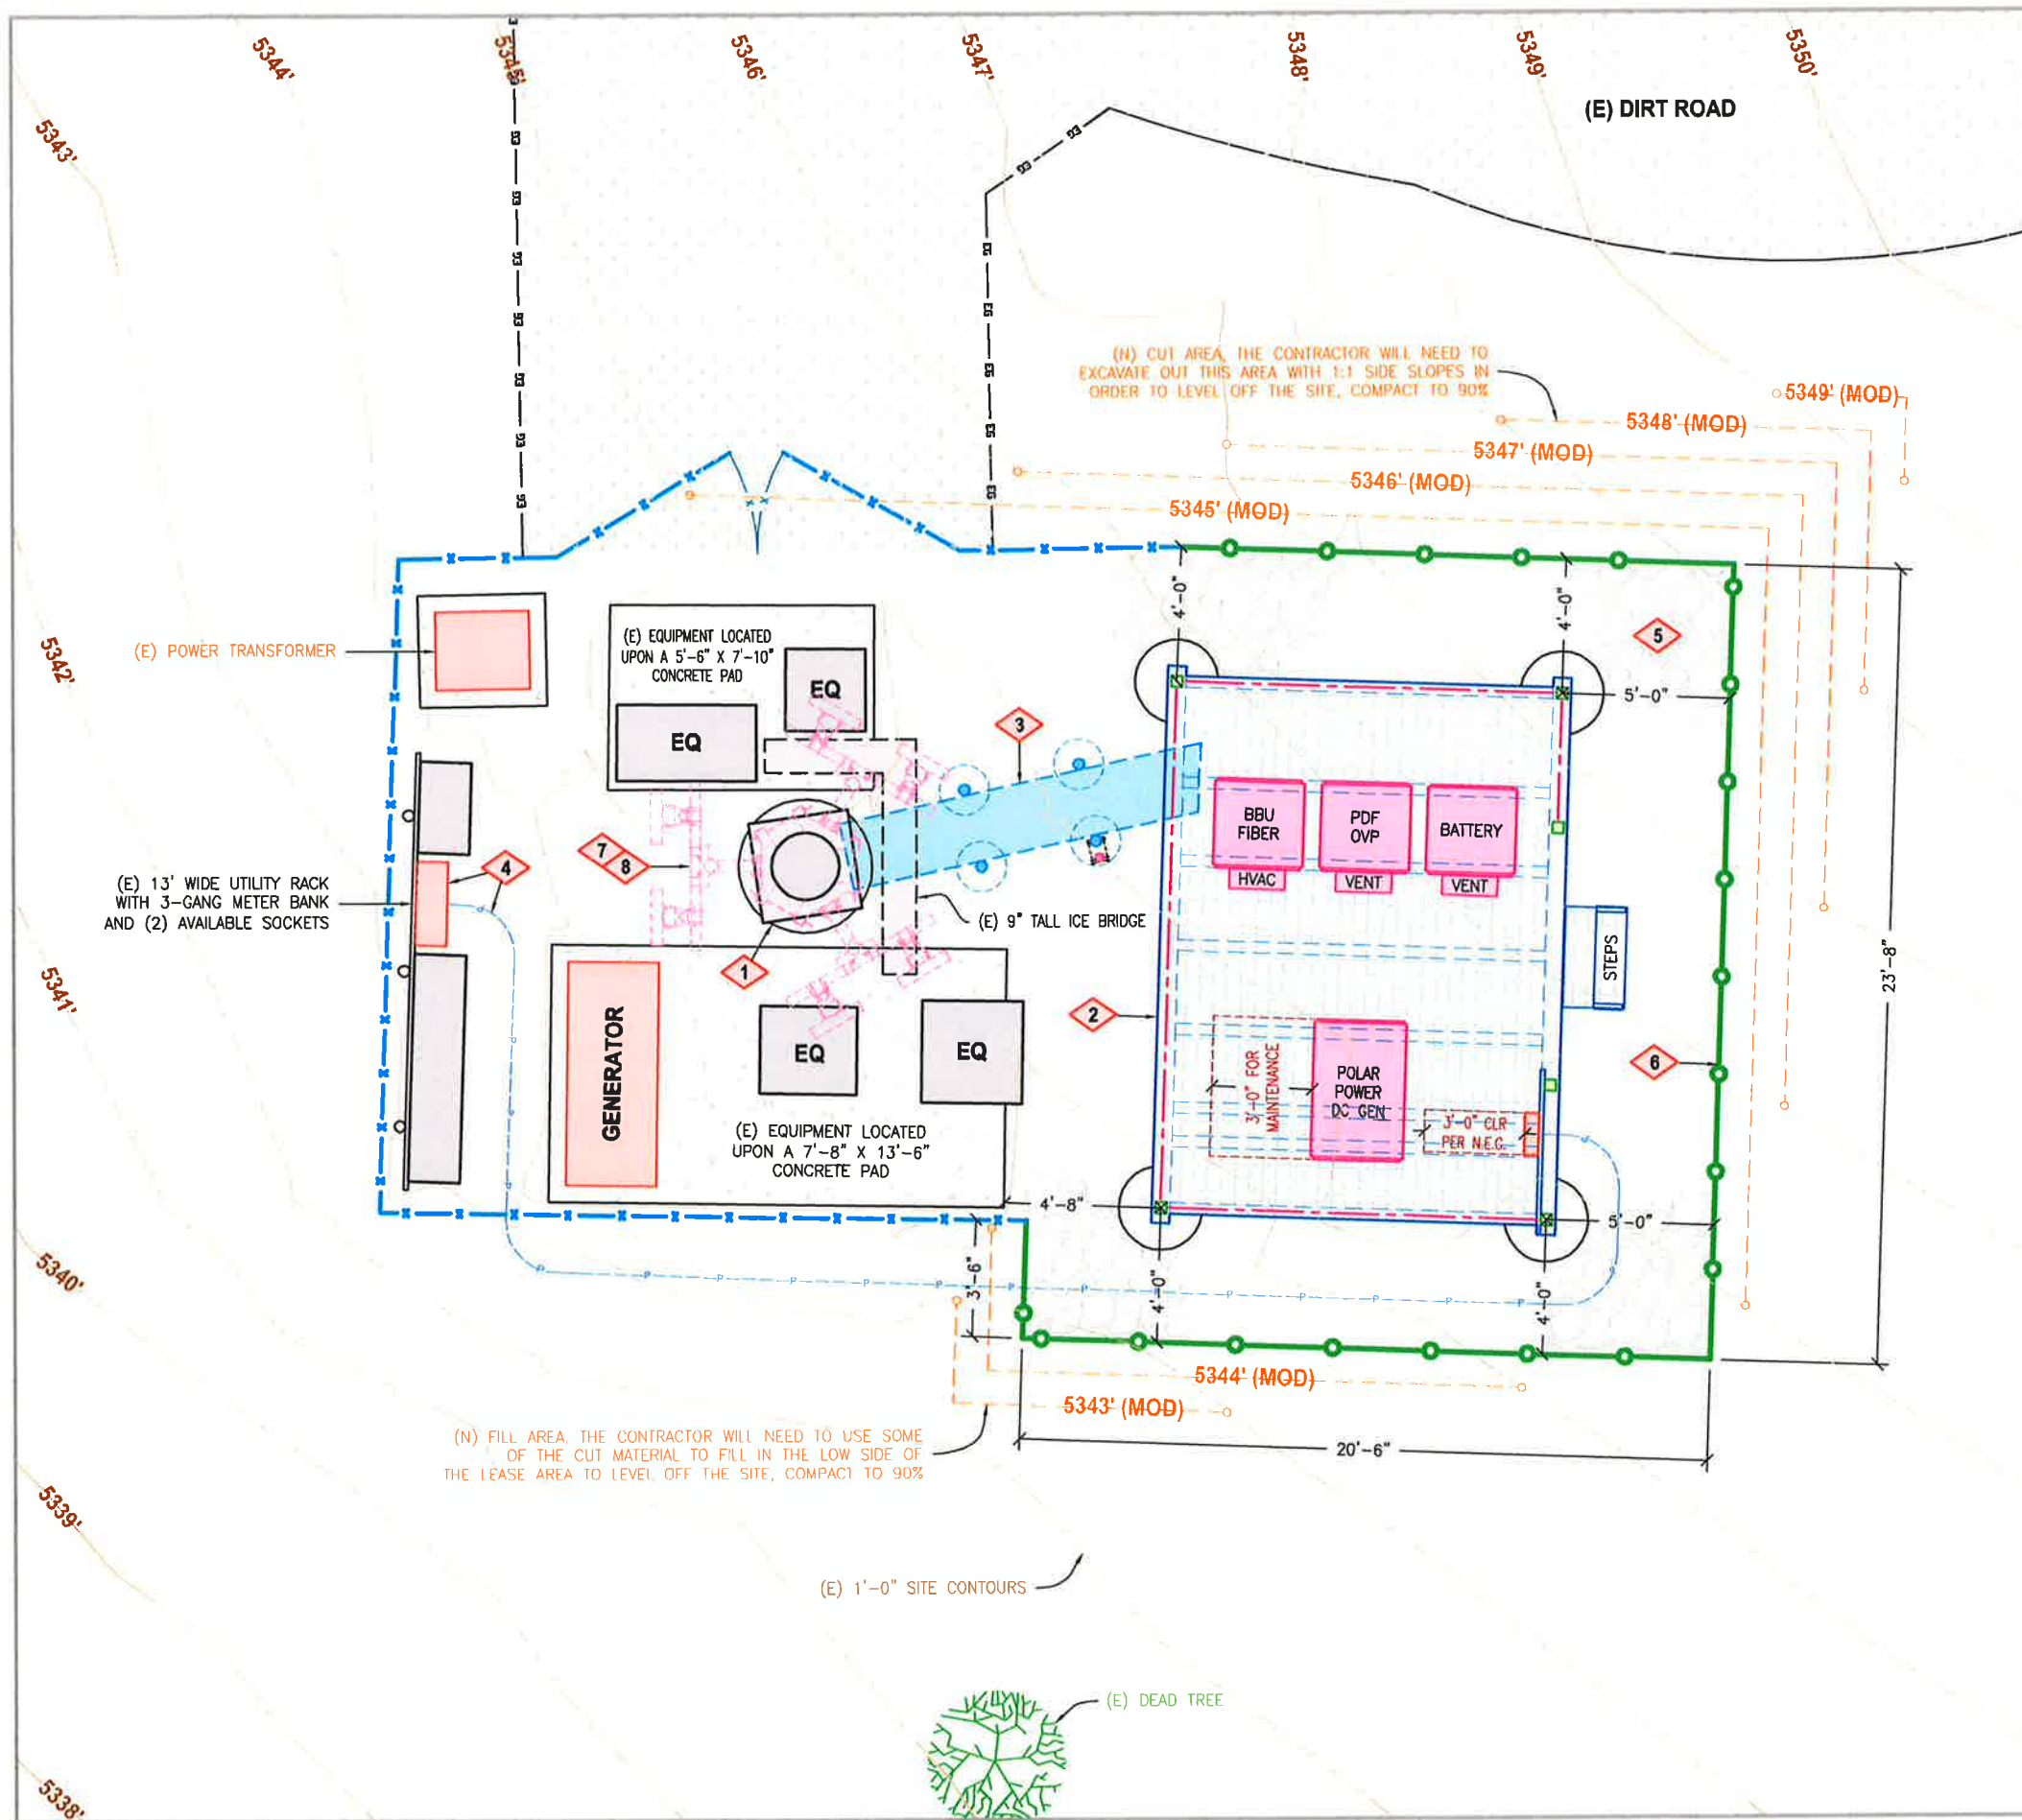 5344'
5345'
5346'
5347'
5348'
5349'
5350'
(E) DIRT ROAD
5343'
5342'
5341'
5340'
5339'
5338'
(N) CUT AREA, THE CONTRACTOR WILL NEED TO
EXCAVATE OUT THIS AREA WITH 1:1 SIDE SLOPES IN
ORDER TO LEVEL OFF THE SITE, COMPACT TO 90%
5349' (MOD)
5348' (MOD)
5347' (MOD)
5346' (MOD)
5345' (MOD)
(E) POWER TRANSFORMER
(E) EQUIPMENT LOCATED
UPON A 5'-6" X 7'-10"
CONCRETE PAD
EQ
EQ
4'-0"
4'-0"
5
5'-0"
3
BBU
FIBER
PDF
OVP
BATTERY
HVAC
VENT
VENT
7
8
4
(E) 13' WIDE UTILITY RACK
WITH 3-GANG METER BANK
AND (2) AVAILABLE SOCKETS
(E) 9" TALL ICE BRIDGE
1
STEPS
23'-8"
2
GENERATOR
EQ
EQ
3'-0" FOR
MAINTENANCE
POLAR
POWER
DC GEN
3'-0" CLR
PER N.E.C.
6
(E) EQUIPMENT LOCATED
UPON A 7'-8" X 13'-6"
CONCRETE PAD
4'-8"
5'-0"
3'-6"
4'-0"
4'-0"
5344' (MOD)
5343' (MOD)
(N) FILL AREA, THE CONTRACTOR WILL NEED TO USE SOME
OF THE CUT MATERIAL TO FILL IN THE LOW SIDE OF
THE LEASE AREA TO LEVEL OFF THE SITE, COMPACT TO 90%
20'-6"
(E) 1'-0" SITE CONTOURS
(E) DEAD TREE